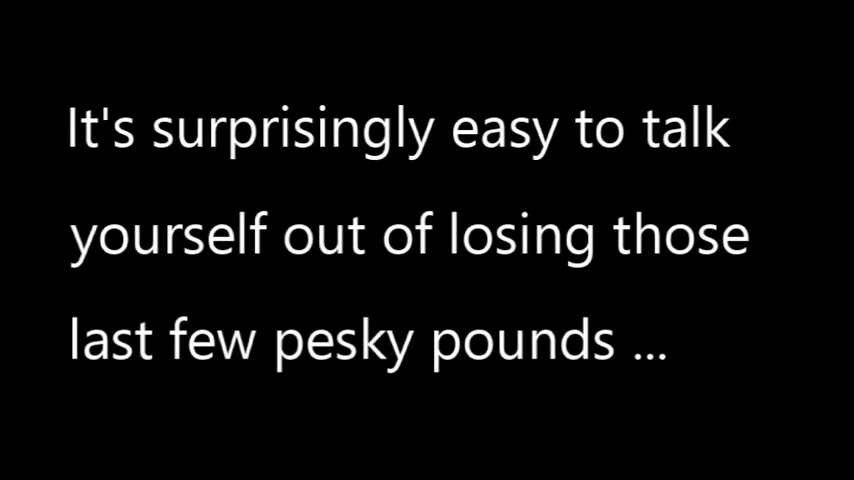 It's surprisingly easy to talk
yourself out of losing those
last few pesky pounds ...